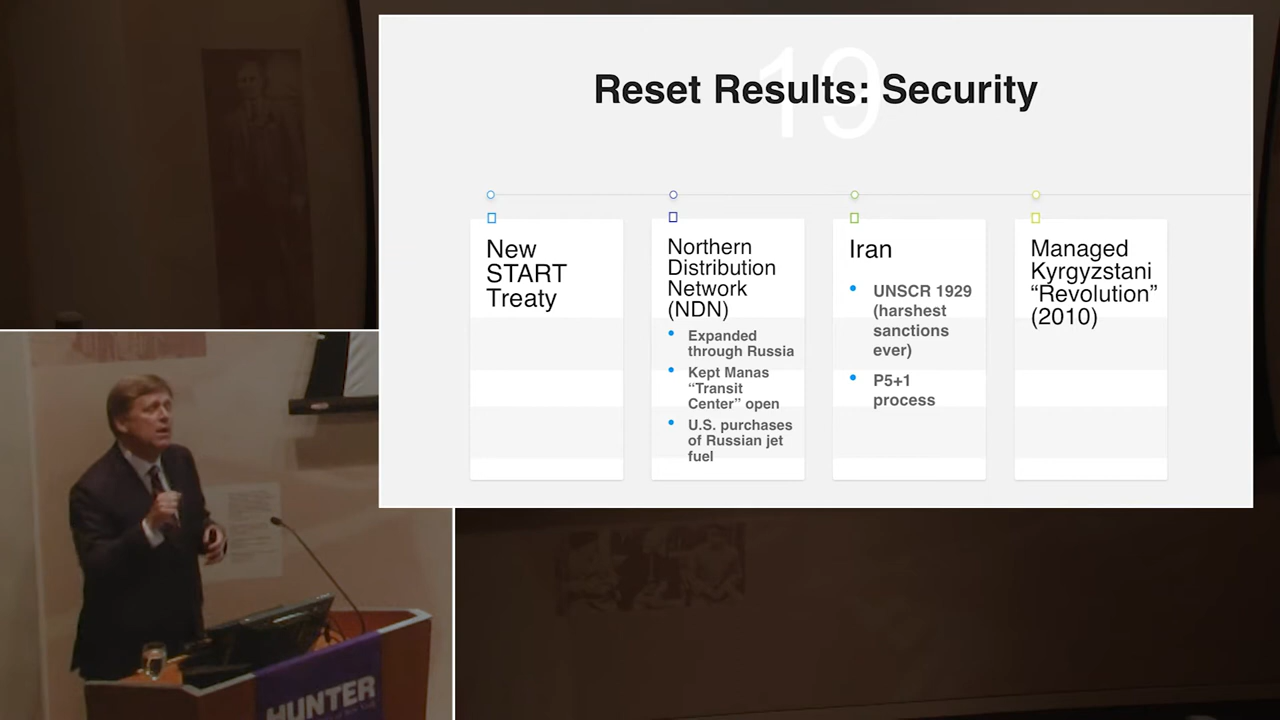 19
Reset Results: Security
New
START
Treaty
Northern
Distribution
Network
(NDN)
• Expanded
through Russia
• Kept Manas
“Transit
Center” open
• U.S. purchases
of Russian jet
fuel
Iran
• UNSCR 1929
(harshest
sanctions
ever)
• P5+1
process
Managed
Kyrgyzstani
“Revolution”
(2010)
HUNTER